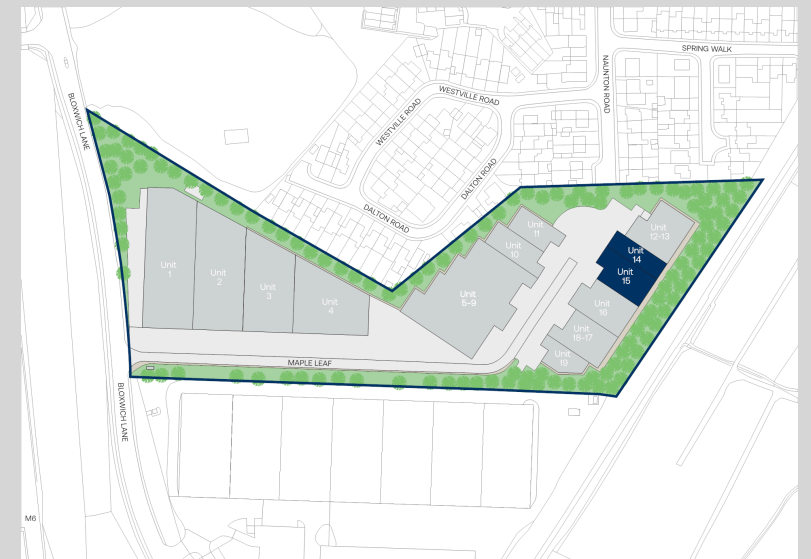 SPRING WALK
NAUNTON ROAD
WESTVILLE ROAD
WESTVILLE ROAD
BLOXWICH LANE
DALTON ROAD
DALTON ROAD
Unit
11
Unit
12-13
Unit
10
Unit
14
Unit
1
Unit
2
Unit
3
Unit
15
Unit
4
Unit
5-9
Unit
16
Unit
18-17
Unit
19
MAPLE LEAF
BLOXWICH LANE
M6